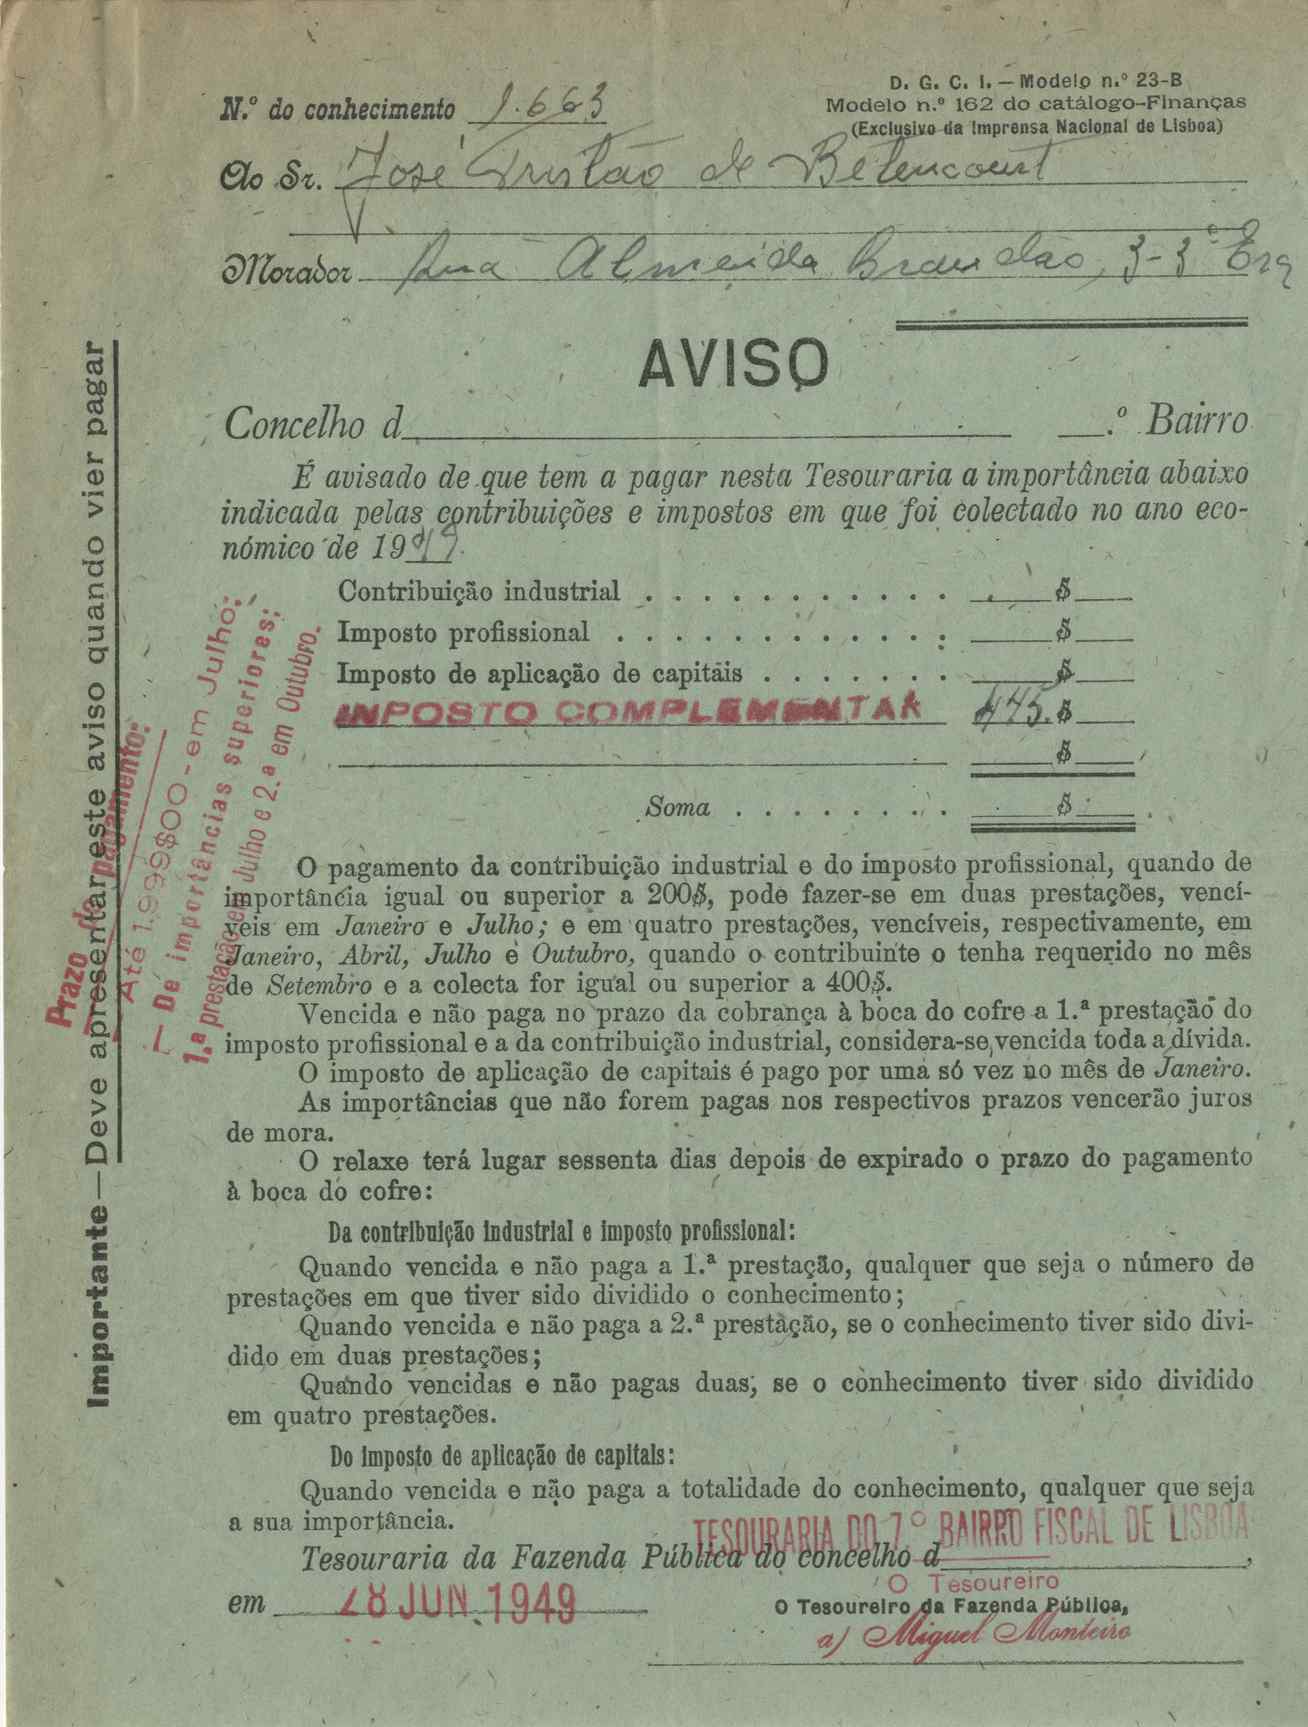 D. G. C. I. — Modelo n.º 23-B
Modelo n.º 162 do catálogo-Finanças
(Exclusivo da Imprensa Nacional de Lisboa)
N.º do conhecimento 1.663
Ao Sr. José Tristão de Betencourt
Morador Rua Almeida Brandão, 3-3º Esq
AVISO
Concelho d .º Bairro
É avisado de que tem a pagar nesta Tesouraria a importância abaixo
indicada pelas contribuições e impostos em que foi colectado no ano eco-
nómico de 1949.
Contribuição industrial . . . . . . . . . . . $
Imposto profissional . . . . . . . . . . . . $
Imposto de aplicação de capitais . . . . . . . $
IMPOSTO COMPLEMENTAR 445.$
$
Soma . . . . . . . . $
O pagamento da contribuição industrial e do imposto profissional, quando de
importância igual ou superior a 200$, pode fazer-se em duas prestações, vencí-
veis em Janeiro e Julho; e em quatro prestações, vencíveis, respectivamente, em
Janeiro, Abril, Julho e Outubro, quando o contribuinte o tenha requerido no mês
de Setembro e a colecta for igual ou superior a 400$.
Vencida e não paga no prazo da cobrança à boca do cofre a 1.ª prestação do
imposto profissional e a da contribuição industrial, considera-se vencida toda a dívida.
O imposto de aplicação de capitais é pago por uma só vez no mês de Janeiro.
As importâncias que não forem pagas nos respectivos prazos vencerão juros
de mora.
O relaxe terá lugar sessenta dias depois de expirado o prazo do pagamento
à boca do cofre:
Da contribuição industrial e imposto profissional:
Quando vencida e não paga a 1.ª prestação, qualquer que seja o número de
prestações em que tiver sido dividido o conhecimento;
Quando vencida e não paga a 2.ª prestação, se o conhecimento tiver sido divi-
dido em duas prestações;
Quando vencidas e não pagas duas, se o conhecimento tiver sido dividido
em quatro prestações.
Do imposto de aplicação de capitais:
Quando vencida e não paga a totalidade do conhecimento, qualquer que seja
a sua importância.
TESOURARIA DO 7.º BAIRRO FISCAL DE LISBOA
Tesouraria da Fazenda Pública do concelho d ,
em 28 JUN. 1949
O Tesoureiro
O Tesoureiro da Fazenda Pública,
a) Miguel Monteiro
Importante—Deve apresentar este aviso quando vier pagar
Prazo de pagamento:
Até 1.999$00 - em Julho;
— De importâncias superiores:
1.ª prestação em Julho e 2.ª em Outubro.